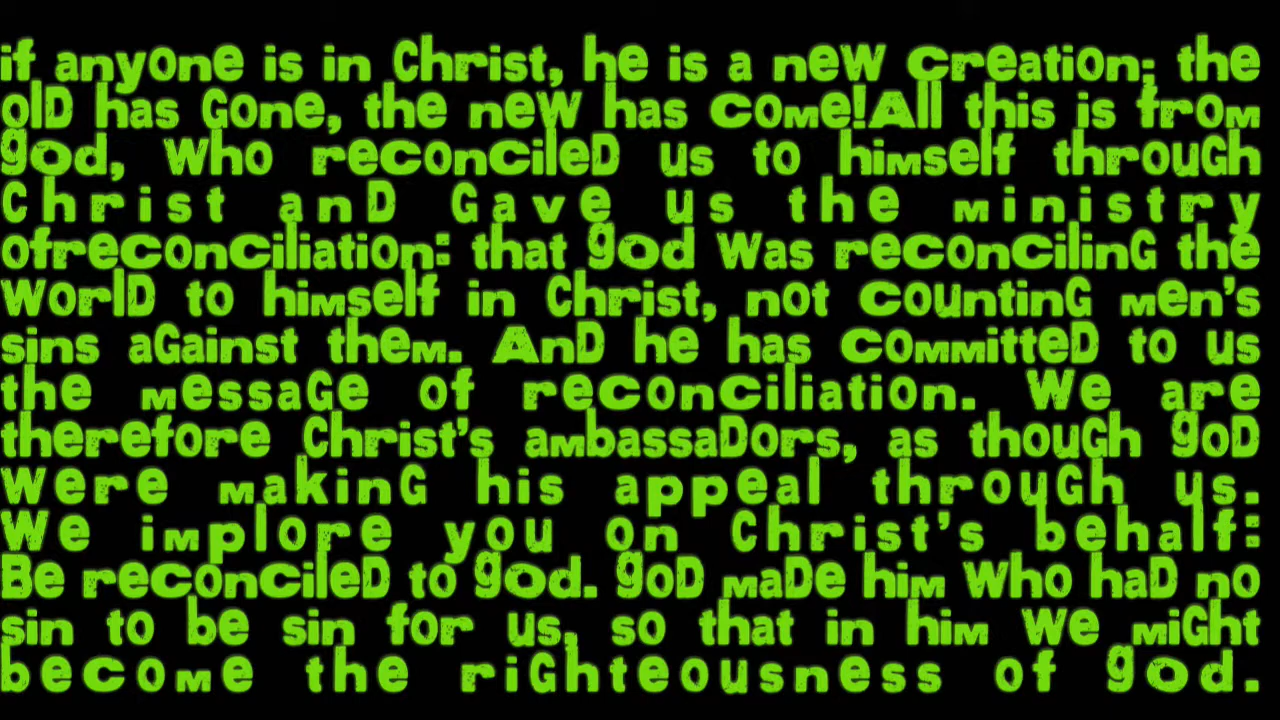 if anyone is in Christ, he is a new creation; the
old has gone, the new has come!All this is from
god, who reconciled us to himself through
Christ and Gave us the ministry
ofreconciliation: that god was reconciling the
world to himself in Christ, not counting men's
sins against them. And he has committed to us
the message of reconciliation. We are
therefore Christ's ambassadors, as though god
were making his appeal through us.
We implore you on Christ's behalf:
Be reconciled to god. god made him who had no
sin to be sin for us, so that in him we might
become the righteousness of god.